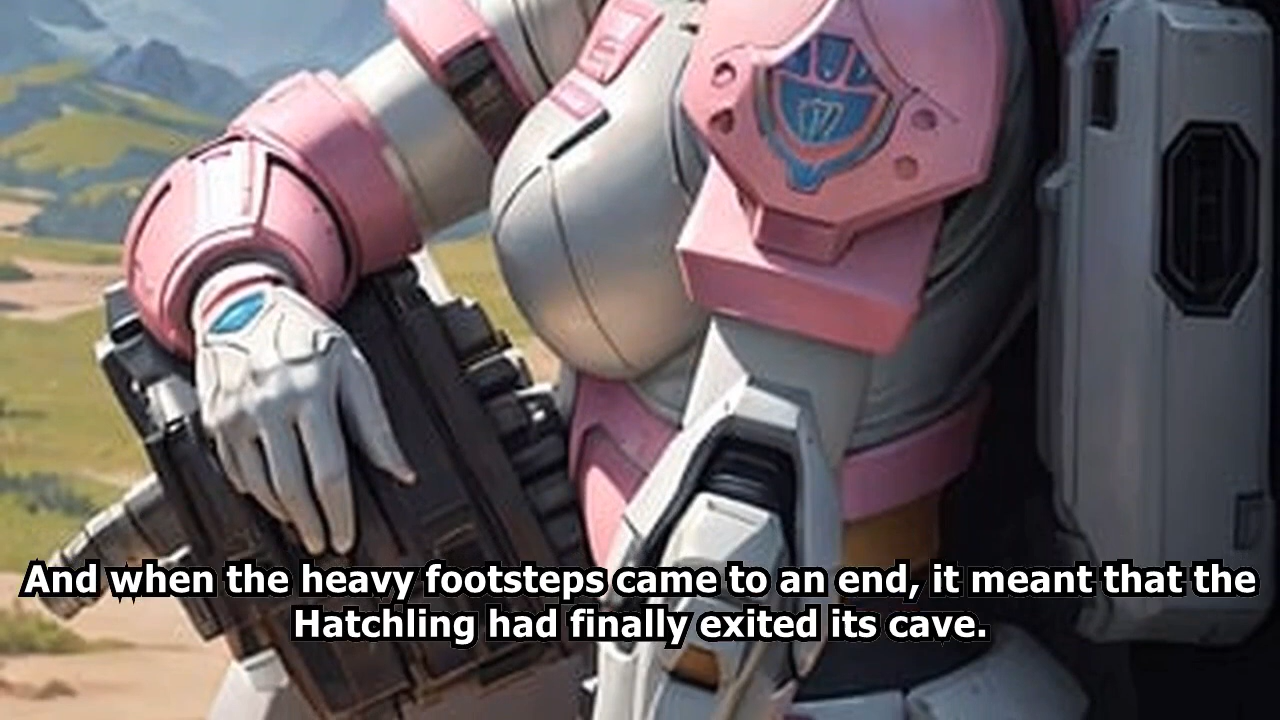 And when the heavy footsteps came to an end, it meant that the
Hatchling had finally exited its cave.